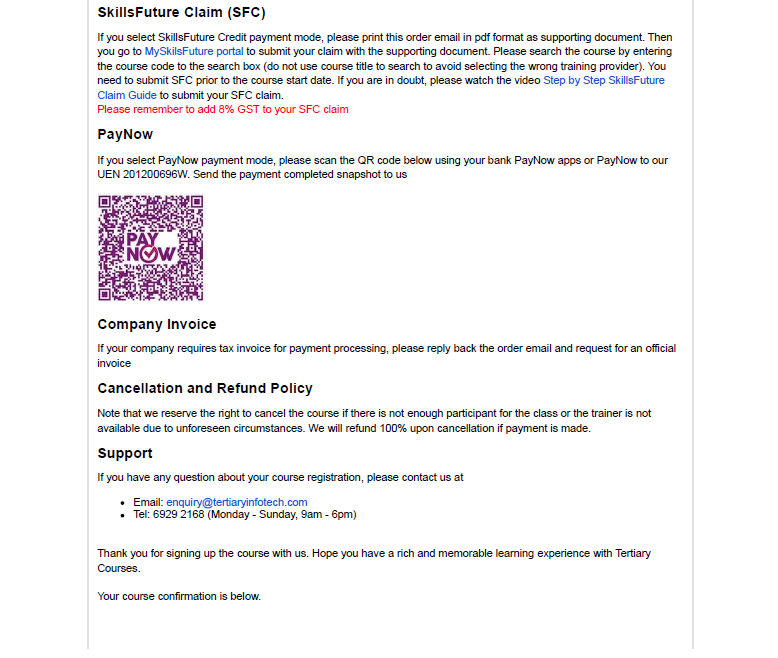 SkillsFuture Claim (SFC)
If you select SkillsFuture Credit payment mode, please print this order email in pdf format as supporting document. Then
you go to MySkilsFuture portal to submit your claim with the supporting document. Please search the course by entering
the course code to the search box (do not use course title to search to avoid selecting the wrong training provider). You
need to submit SFC prior to the course start date. If you are in doubt, please watch the video Step by Step SkillsFuture
Claim Guide to submit your SFC claim.
Please remember to add 8% GST to your SFC claim
PayNow
If you select PayNow payment mode, please scan the QR code below using your bank PayNow apps or PayNow to our
UEN 201200696W. Send the payment completed snapshot to us
PAY
NOW
Company Invoice
If your company requires tax invoice for payment processing, please reply back the order email and request for an official
invoice
Cancellation and Refund Policy
Note that we reserve the right to cancel the course if there is not enough participant for the class or the trainer is not
available due to unforeseen circumstances. We will refund 100% upon cancellation if payment is made.
Support
If you have any question about your course registration, please contact us at
• Email: enquiry@tertiaryinfotech.com
• Tel: 6929 2168 (Monday - Sunday, 9am - 6pm)
Thank you for signing up the course with us. Hope you have a rich and memorable learning experience with Tertiary
Courses.
Your course confirmation is below.